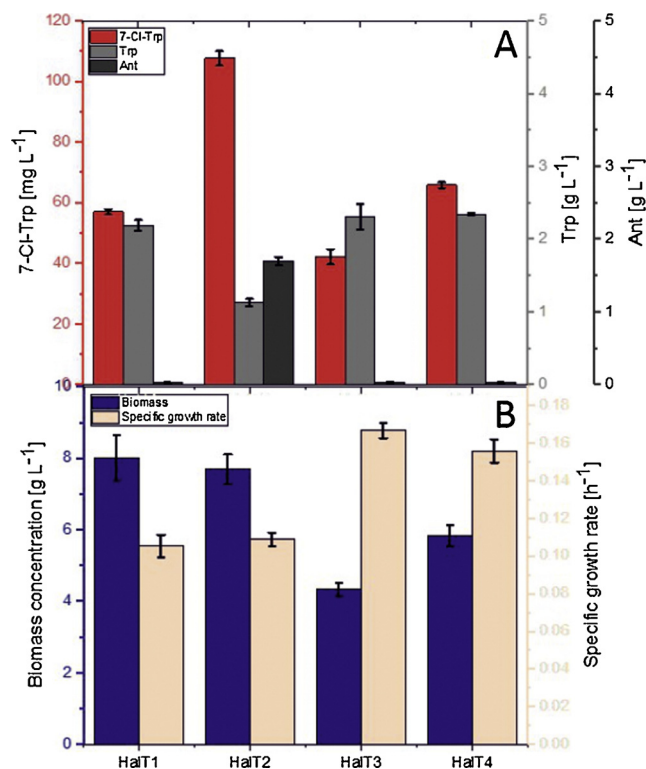 120
100
80
60
40
20
0
7-Cl-Trp [mg L⁻¹]
7-Cl-Trp
Trp
Ant
A
5
4
3
2
1
0
Trp [g L⁻¹]
5
4
3
2
1
0
Ant [g L⁻¹]
10
8
6
4
2
0
Biomass concentration [g L⁻¹]
Biomass
Specific growth rate
B
0.18
0.16
0.14
0.12
0.10
0.08
0.06
0.04
0.02
0.00
Specific growth rate [h⁻¹]
HalT1 HalT2 HalT3 HalT4